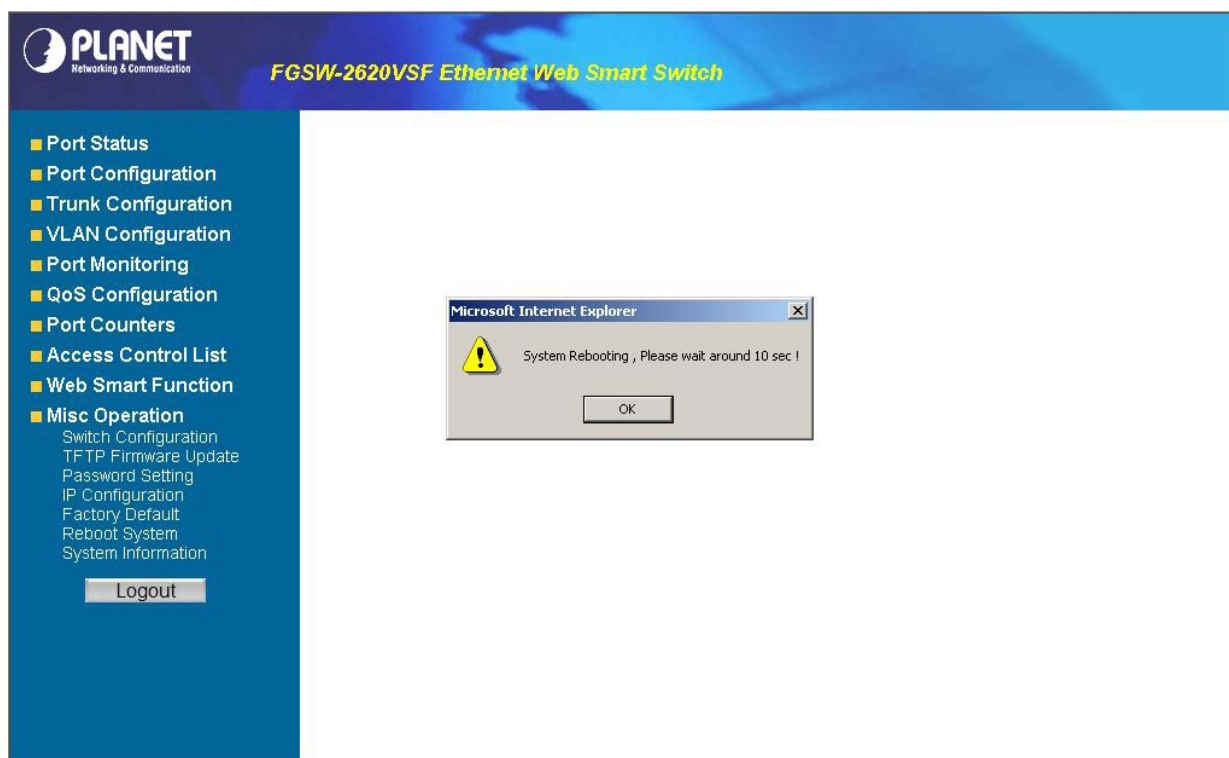 PLANET
Networking & Communication
FGSW-2620VSF Ethernet Web Smart Switch
Port Status
Port Configuration
Trunk Configuration
VLAN Configuration
Port Monitoring
QoS Configuration
Port Counters
Access Control List
Web Smart Function
Misc Operation
Switch Configuration
TFTP Firmware Update
Password Setting
IP Configuration
Factory Default
Reboot System
System Information
Logout
Microsoft Internet Explorer
System Rebooting , Please wait around 10 sec !
OK